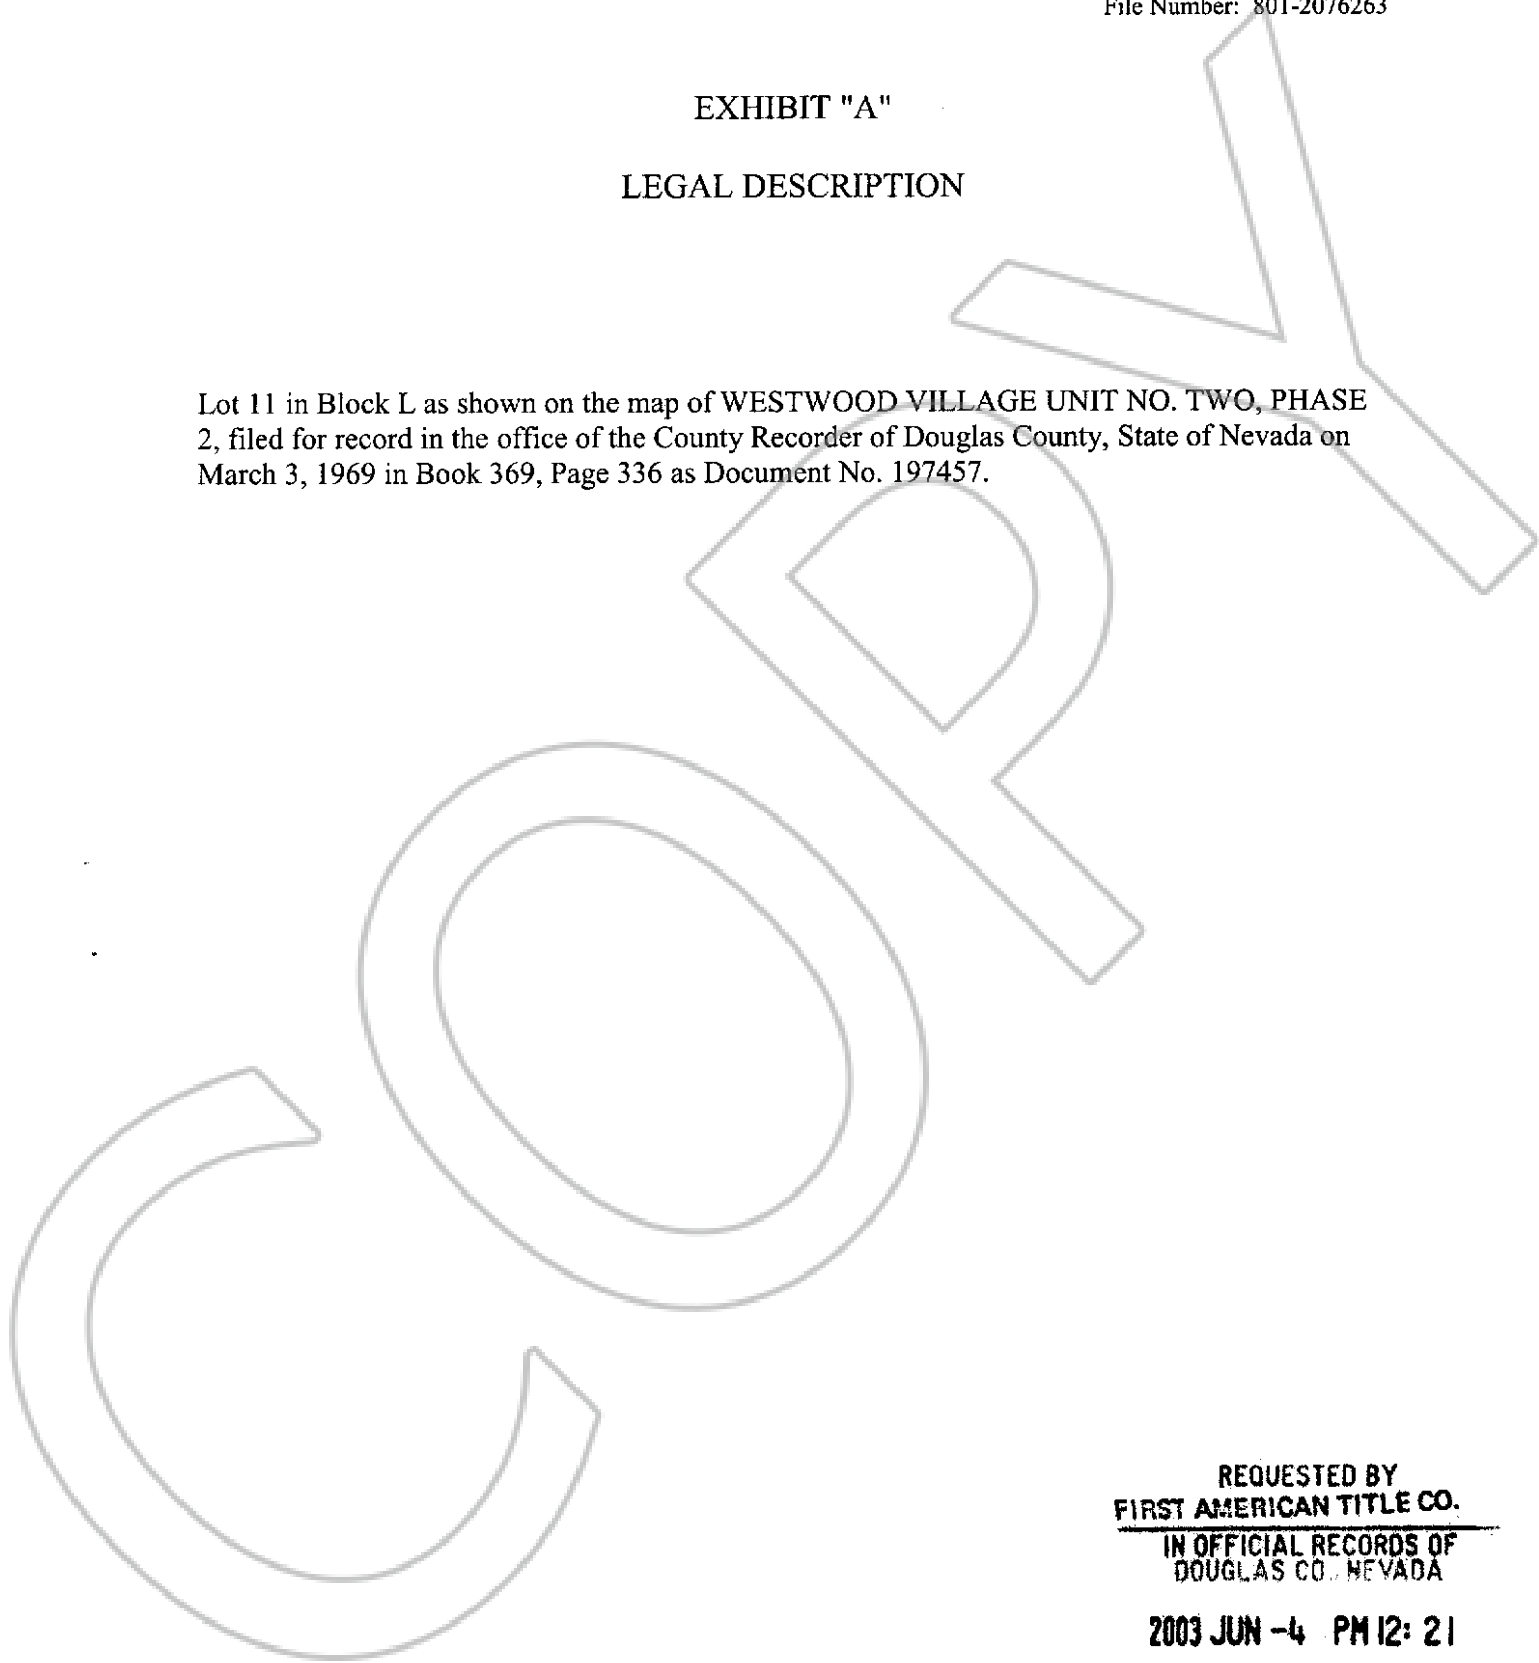 File Number: 801-2076263
EXHIBIT "A"
LEGAL DESCRIPTION
Lot 11 in Block L as shown on the map of WESTWOOD VILLAGE UNIT NO. TWO, PHASE
2, filed for record in the office of the County Recorder of Douglas County, State of Nevada on
March 3, 1969 in Book 369, Page 336 as Document No. 197457.
COPY
REQUESTED BY
FIRST AMERICAN TITLE CO.
IN OFFICIAL RECORDS OF
DOUGLAS CO. NEVADA
2003 JUN -4 PM 12: 21